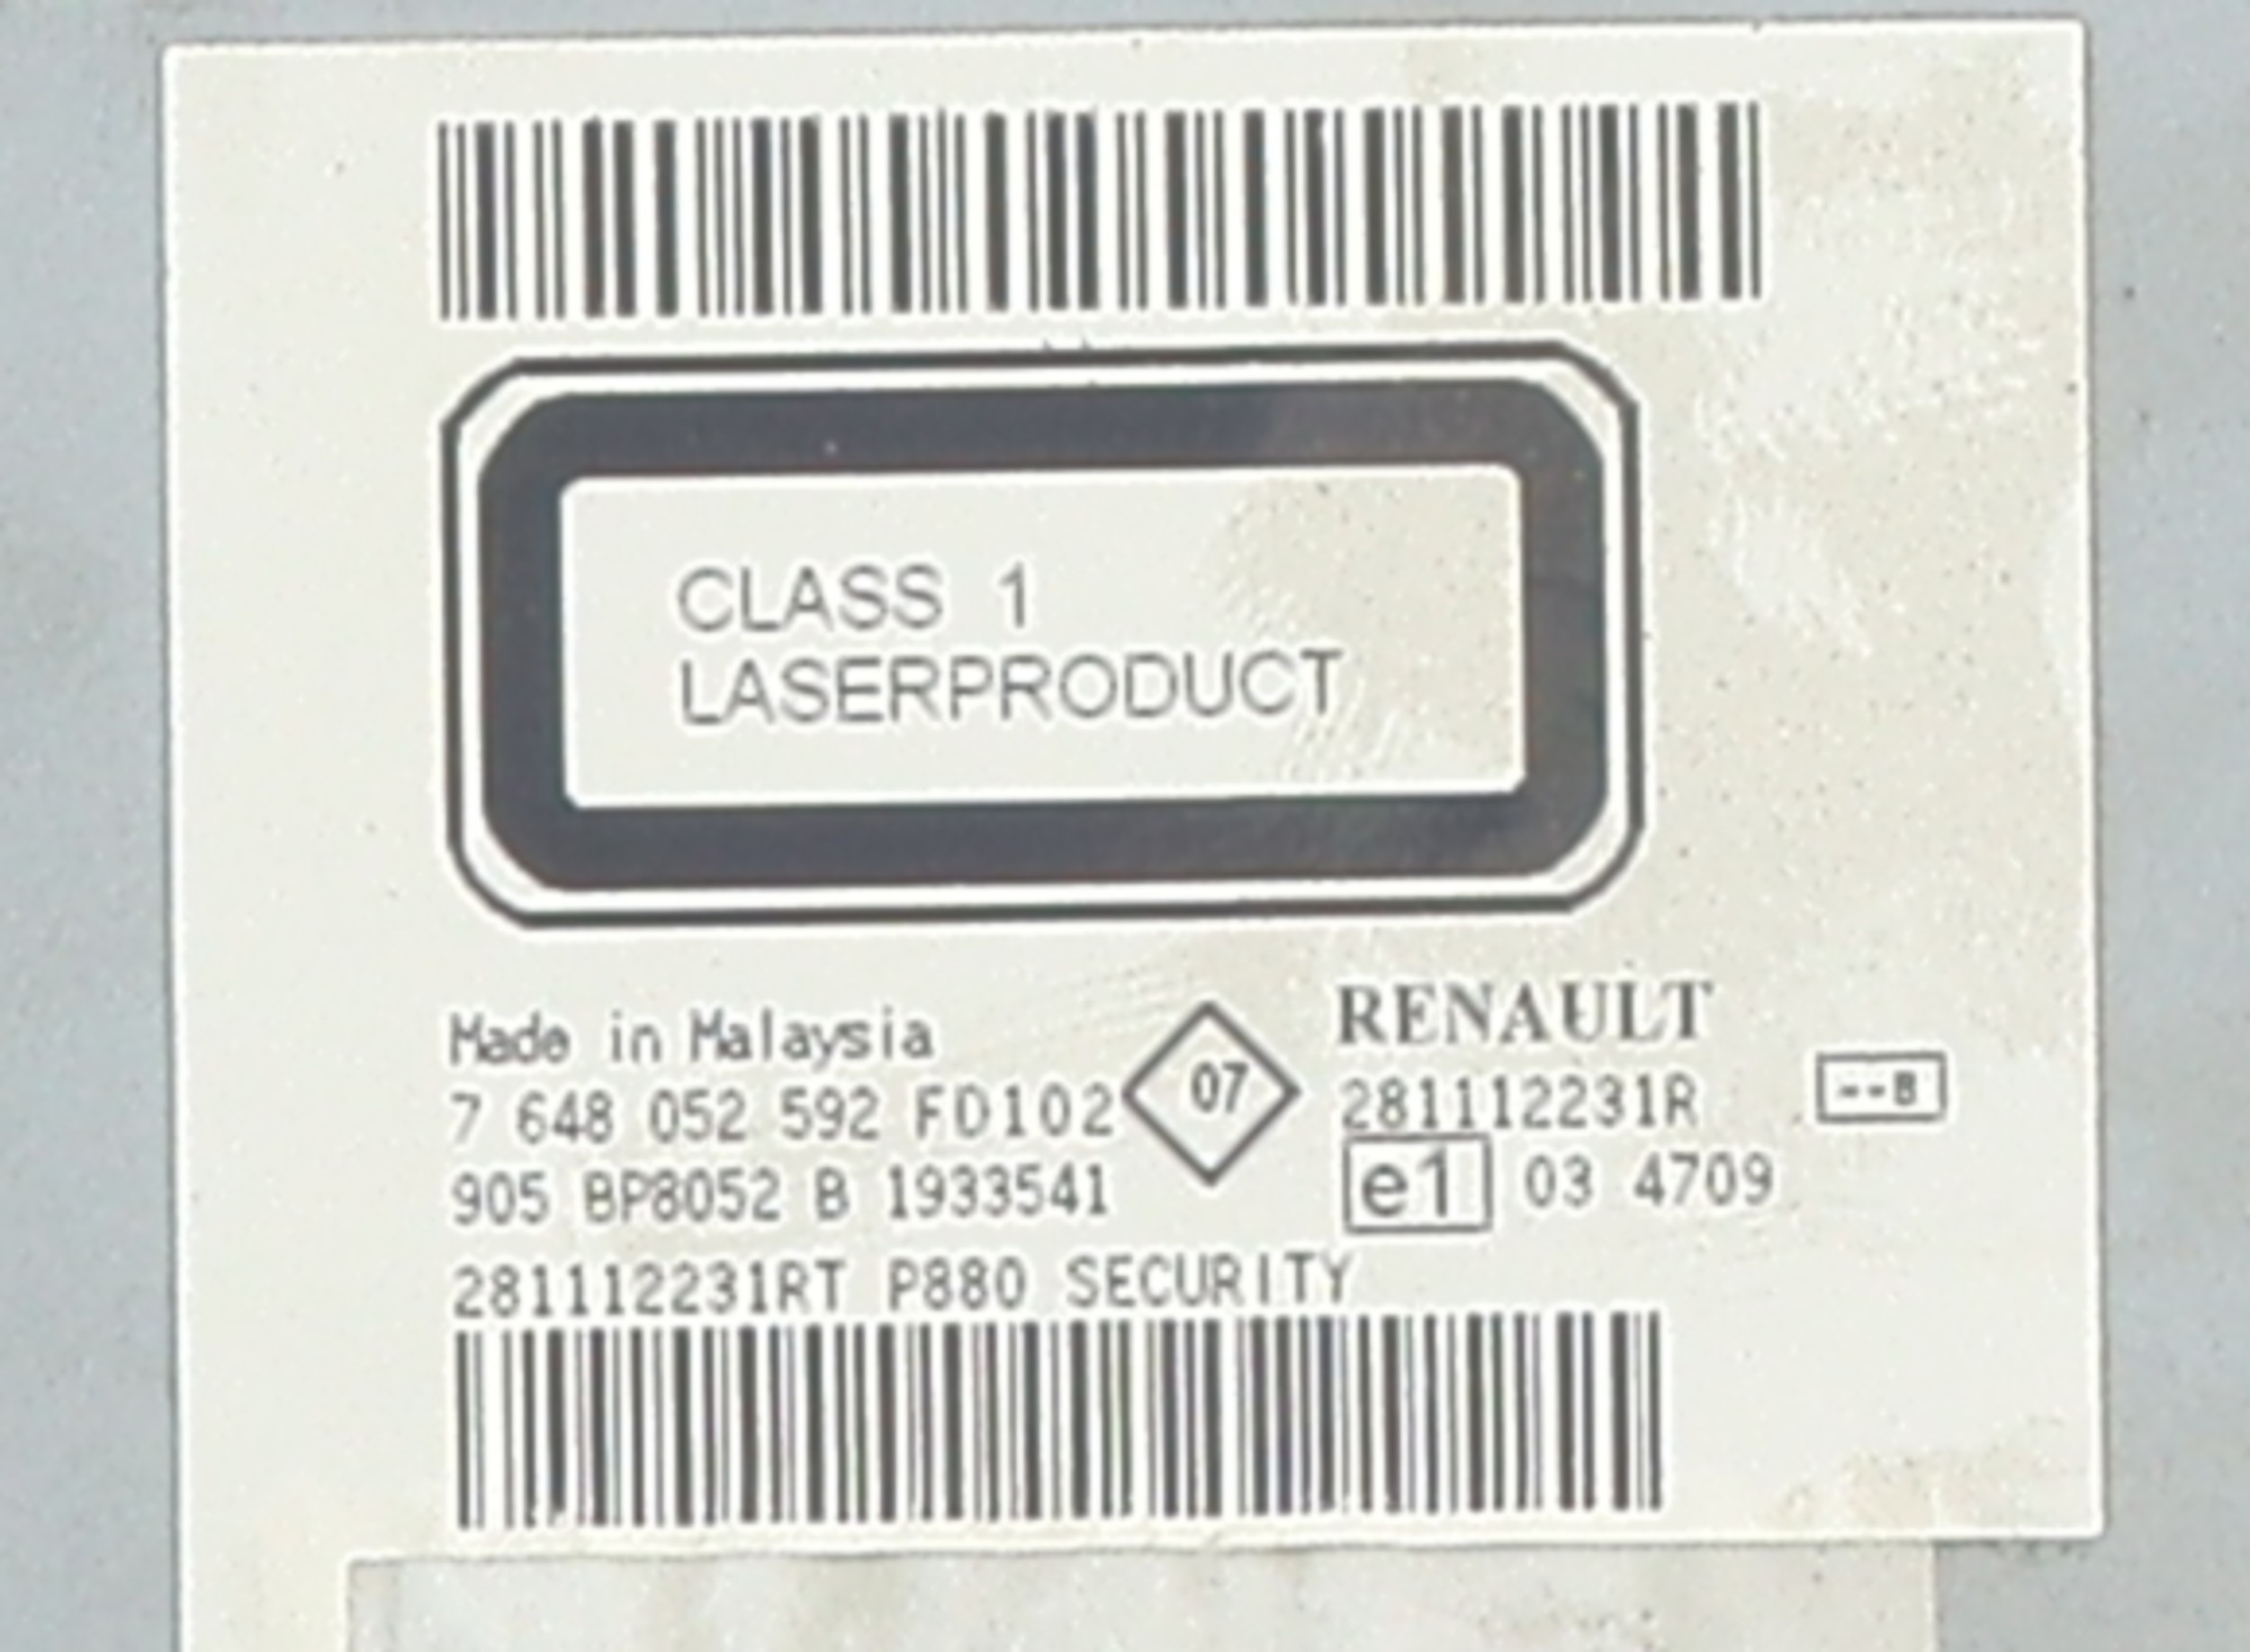 CLASS 1
LASERPRODUCT
Made in Malaysia
7 648 052 592 FD102
905 BP8052 B 1933541
07
RENAULT
281112231R
--B
e1 03 4709
281112231RT P880 SECURITY